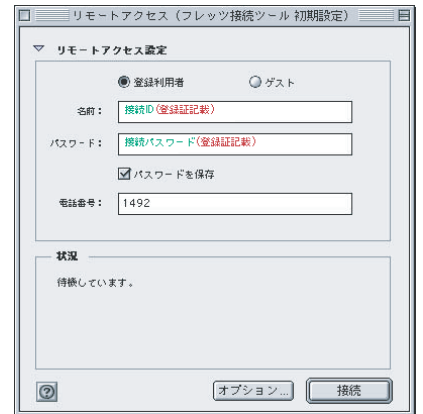 リモートアクセス（フレッツ接続ツール 初期設定）
リモートアクセス設定
登録利用者 ゲスト
名前： 接続ID(登録証記載)
パスワード： 接続パスワード(登録証記載)
パスワードを保存
電話番号： 1492
状況
待機しています。
? オプション... 接続